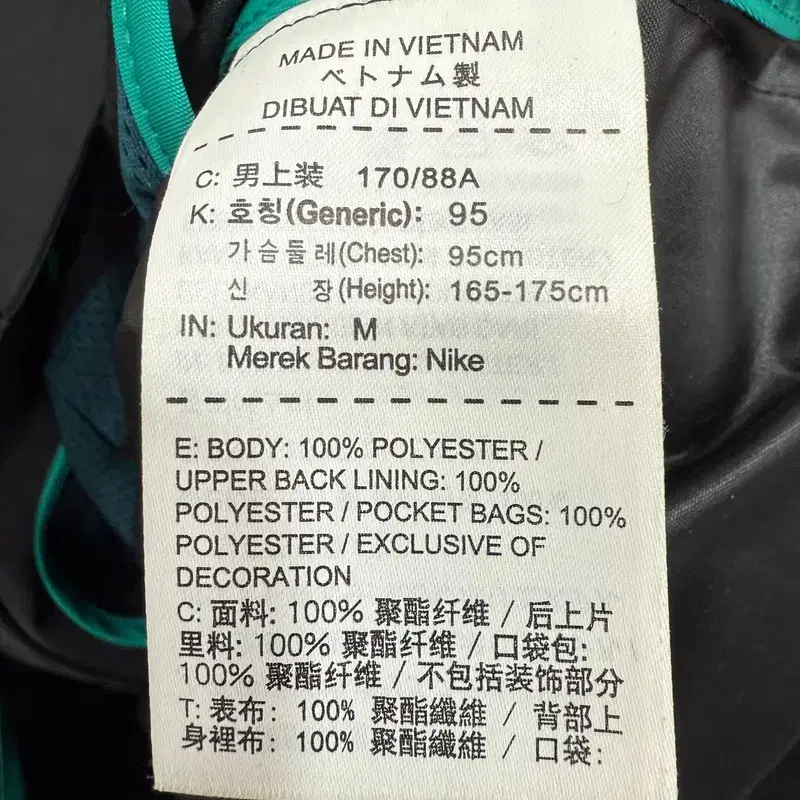 MADE IN VIETNAM
ベトナム製
DIBUAT DI VIETNAM
C: 男上装 170/88A
K: 호칭(Generic): 95
가슴둘레(Chest): 95cm
신 장(Height): 165-175cm
IN: Ukuran: M
Merek Barang: Nike
E: BODY: 100% POLYESTER /
UPPER BACK LINING: 100%
POLYESTER / POCKET BAGS: 100%
POLYESTER / EXCLUSIVE OF
DECORATION
C: 面料: 100% 聚酯纤维 / 后上片
里料: 100% 聚酯纤维 / 口袋包:
100% 聚酯纤维 / 不包括装饰部分
T: 表布: 100% 聚酯纖維 / 背部上
身裡布: 100% 聚酯纖維 / 口袋: